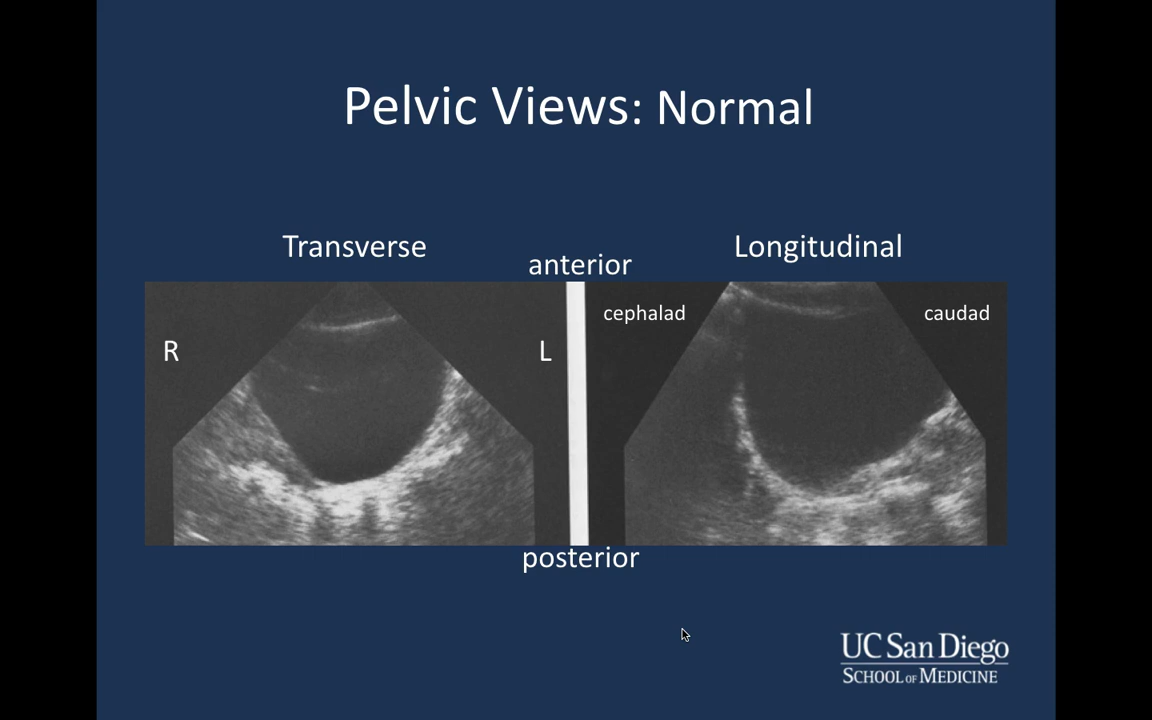 Pelvic Views: Normal
Transverse
Longitudinal
anterior
cephalad
caudad
R
L
posterior
UC San Diego
SCHOOL OF MEDICINE